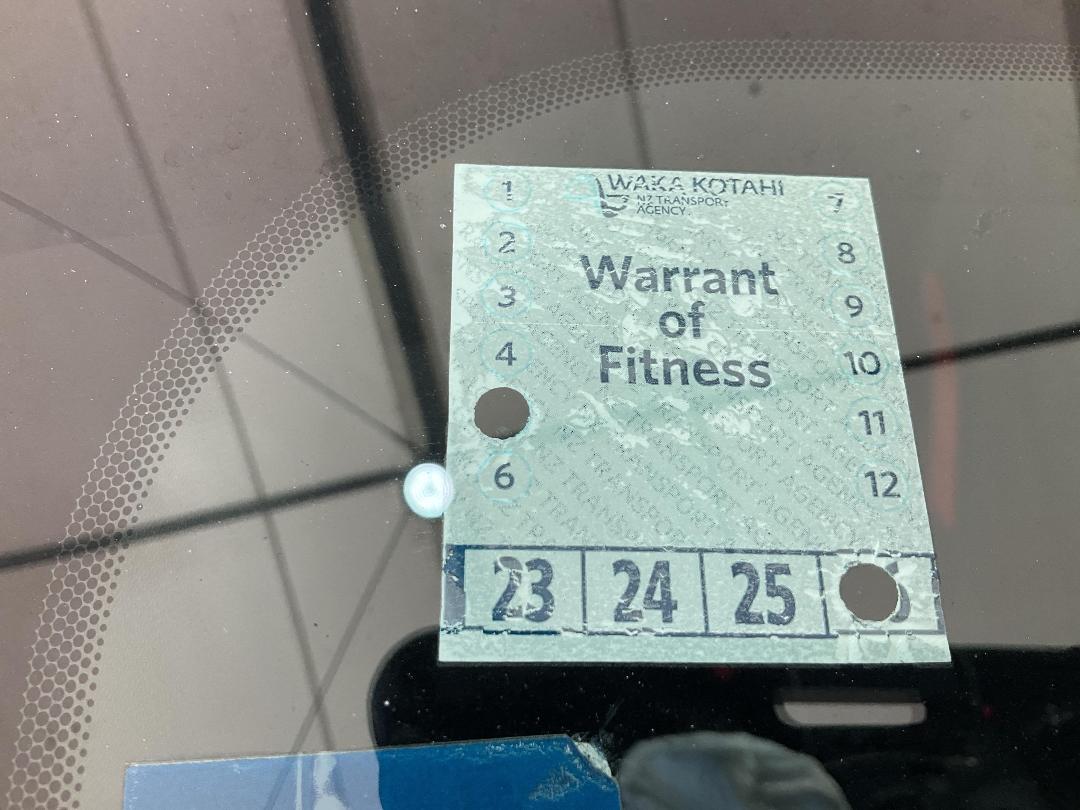 WAKA KOTAHI
NZ TRANSPORT
AGENCY
Warrant
of
Fitness
1
2
3
4
6
7
8
9
10
11
12
23 24 25